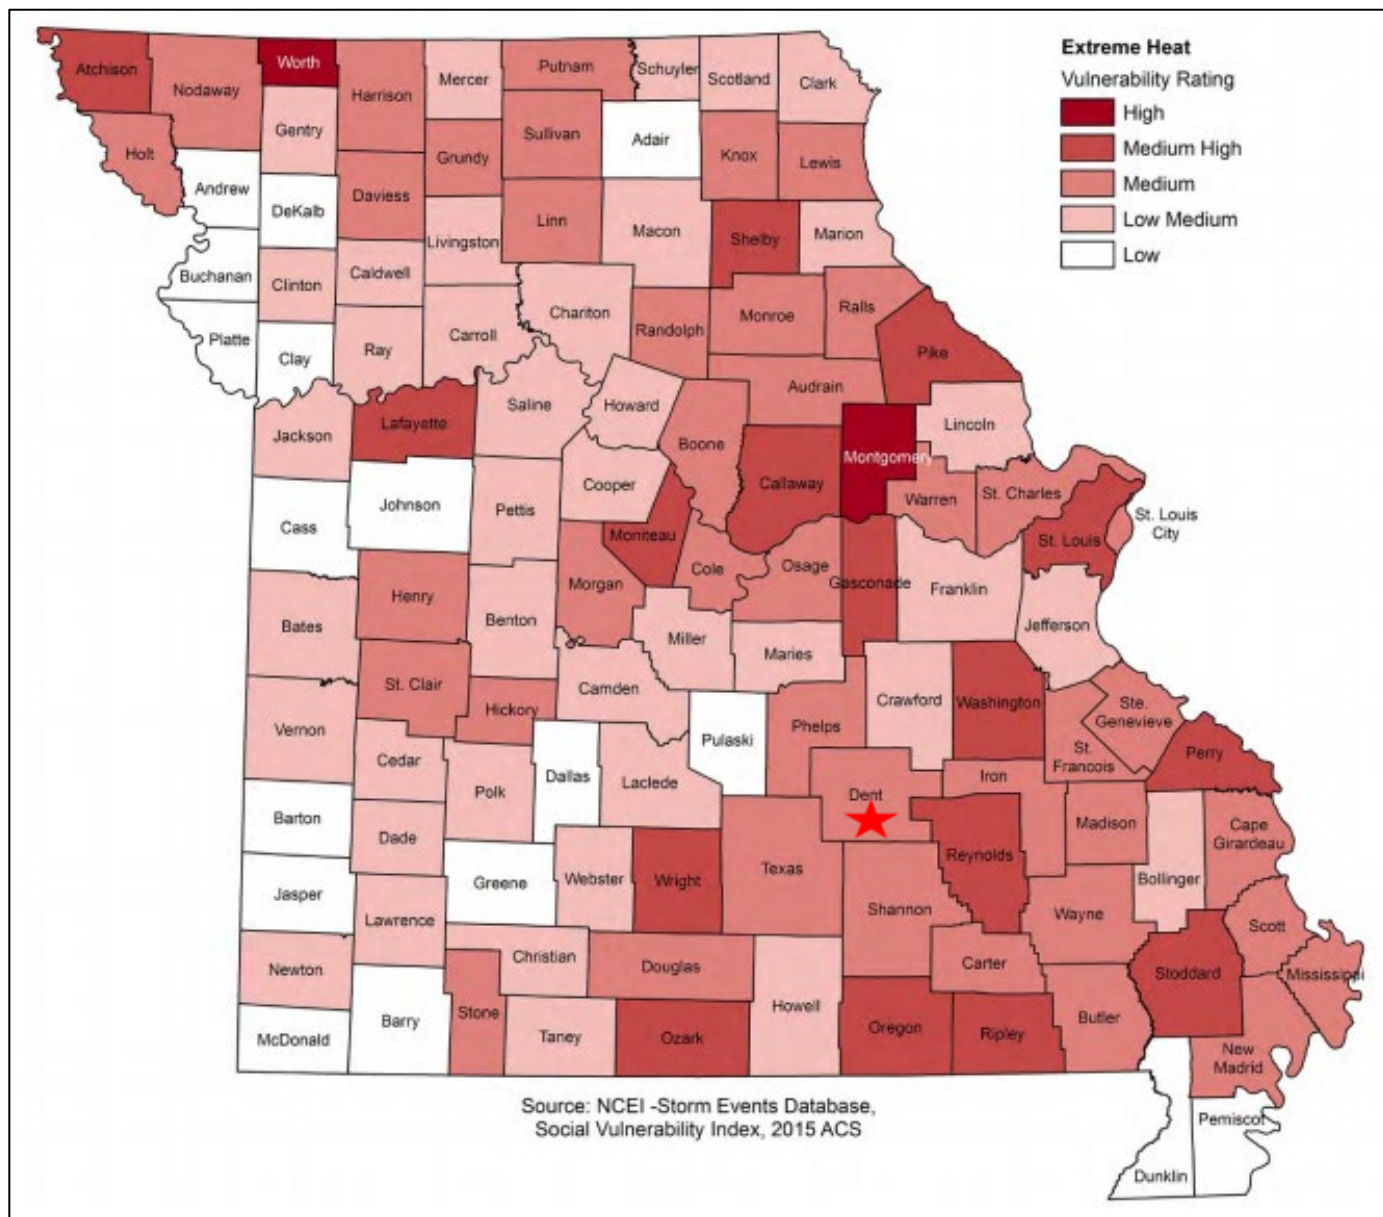 Extreme Heat
Vulnerability Rating
High
Medium High
Medium
Low Medium
Low
Atchison
Nodaway
Worth
Harrison
Mercer
Putnam
Schuyler
Scotland
Clark
Gentry
Holt
Sullivan
Adair
Grundy
Knox
Lewis
Andrew
DeKalb
Daviess
Linn
Macon
Shelby
Marion
Livingston
Buchanan
Clinton
Caldwell
Chariton
Randolph
Monroe
Ralls
Platte
Clay
Ray
Carroll
Pike
Audrain
Saline
Howard
Jackson
Lafayette
Boone
Lincoln
Montgomery
Cooper
Callaway
Warren
St. Charles
Johnson
Pettis
Cass
St. Louis
City
St. Louis
Moniteau
Cole
Osage
Gasconade
Franklin
Morgan
Henry
Benton
Bates
Miller
Maries
Jefferson
St. Clair
Camden
Crawford
Washington
Ste.
Genevieve
Hickory
Vernon
Phelps
Pulaski
St.
Francois
Perry
Cedar
Dallas
Laclede
Polk
Iron
Dent
Barton
Dade
Madison
Cape
Girardeau
Reynolds
Texas
Wright
Webster
Greene
Jasper
Bollinger
Lawrence
Shannon
Wayne
Scott
Christian
Newton
Douglas
Carter
Stoddard
Mississippi
Howell
Stone
Barry
McDonald
Taney
Ozark
Oregon
Ripley
Butler
New
Madrid
Pemiscot
Dunklin
Source: NCEI -Storm Events Database,
Social Vulnerability Index, 2015 ACS